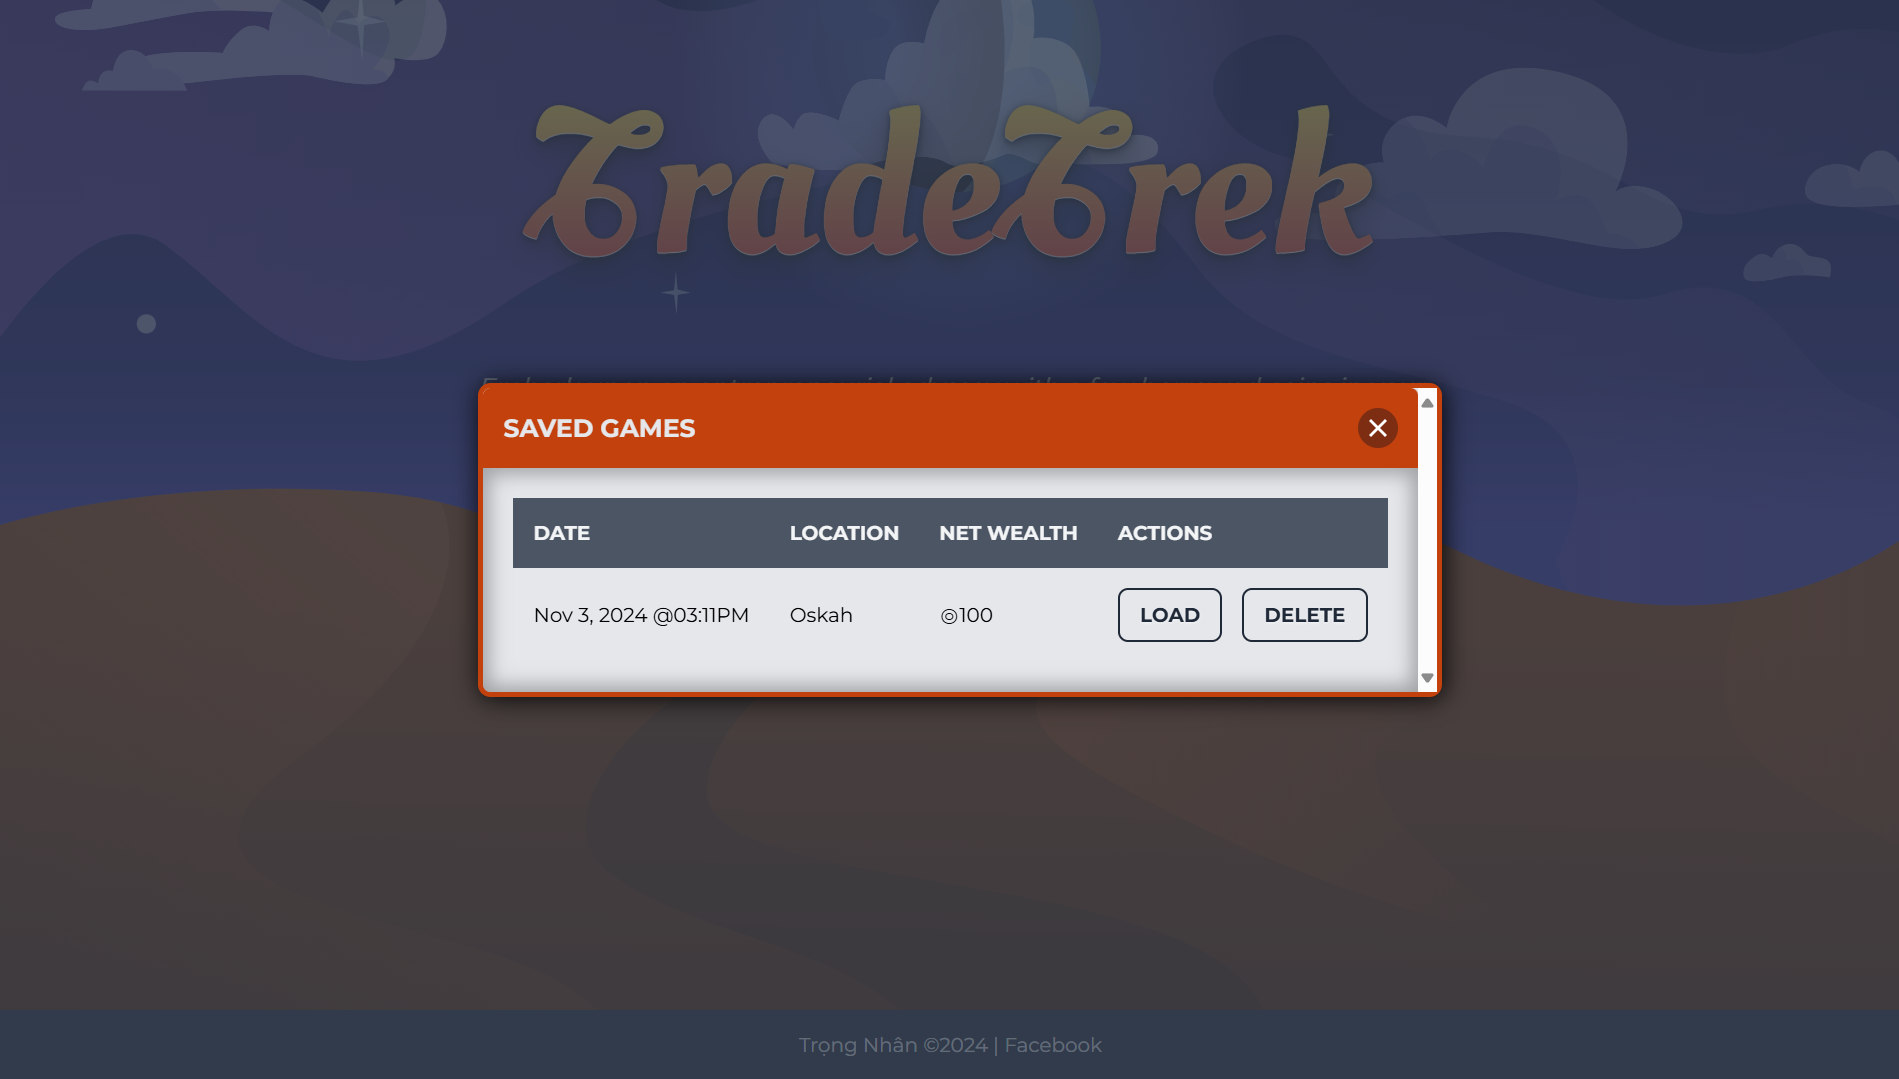 TradeTrek
SAVED GAMES
DATE LOCATION NET WEALTH ACTIONS
Nov 3, 2024 @03:11PM Oskah ◎100 LOAD DELETE
Trọng Nhân ©2024 | Facebook